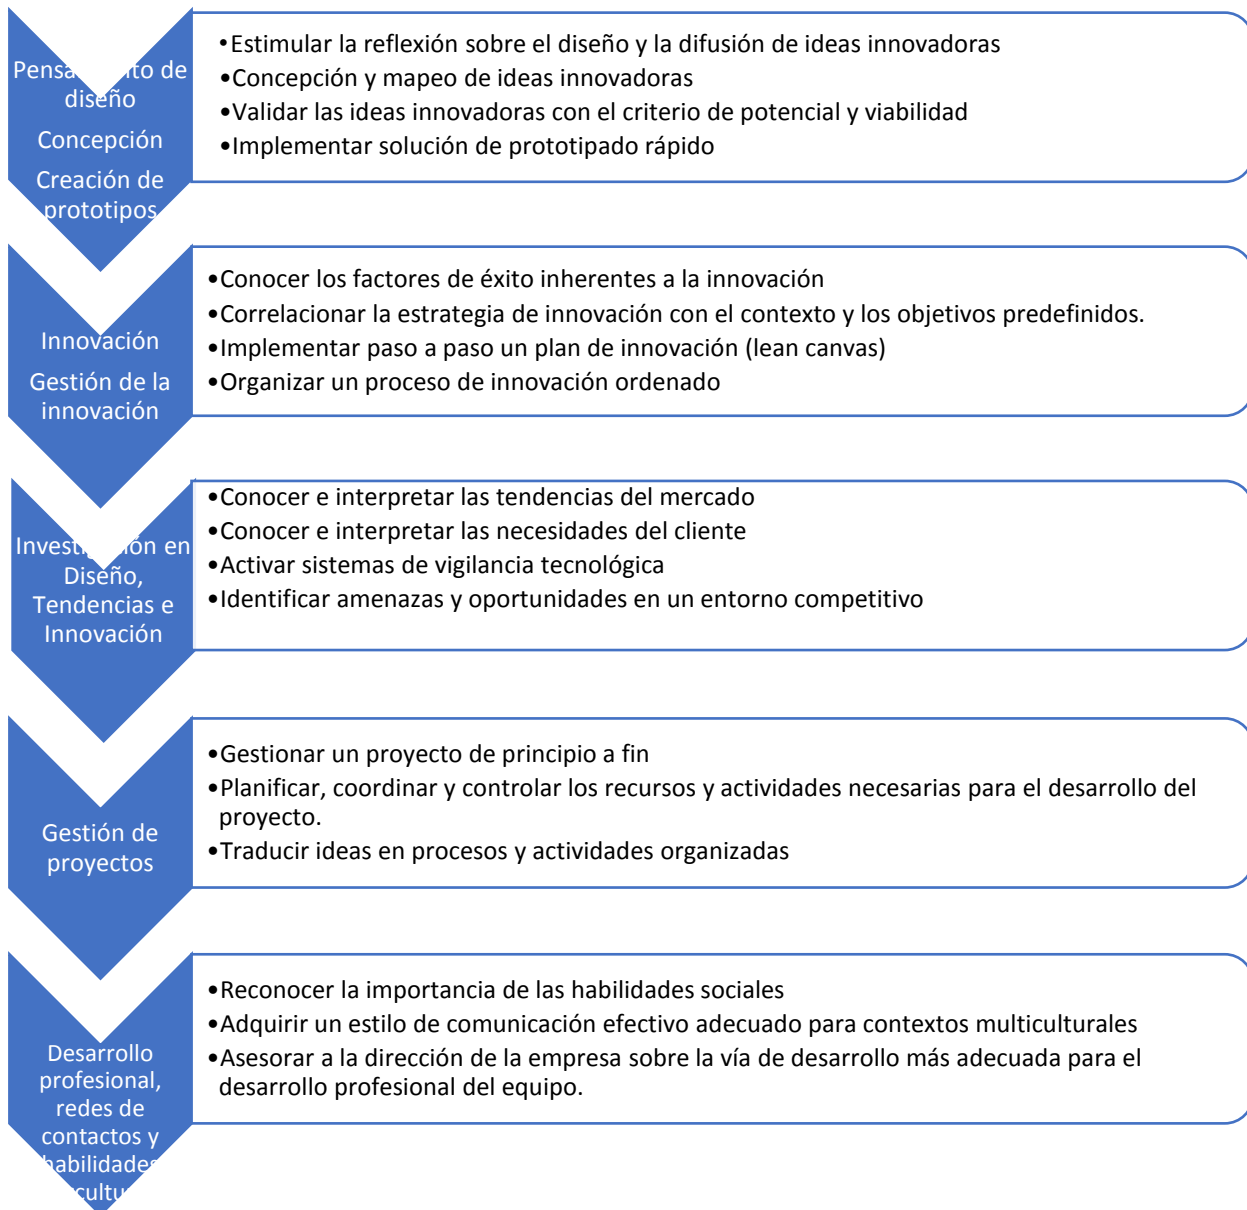 Pensamiento de
diseño
Concepción
Creación de
prototipos
•Estimular la reflexión sobre el diseño y la difusión de ideas innovadoras
•Concepción y mapeo de ideas innovadoras
•Validar las ideas innovadoras con el criterio de potencial y viabilidad
•Implementar solución de prototipado rápido
Innovación
Gestión de la
innovación
•Conocer los factores de éxito inherentes a la innovación
•Correlacionar la estrategia de innovación con el contexto y los objetivos predefinidos.
•Implementar paso a paso un plan de innovación (lean canvas)
•Organizar un proceso de innovación ordenado
Investigación en
Diseño,
Tendencias e
Innovación
•Conocer e interpretar las tendencias del mercado
•Conocer e interpretar las necesidades del cliente
•Activar sistemas de vigilancia tecnológica
•Identificar amenazas y oportunidades en un entorno competitivo
Gestión de
proyectos
•Gestionar un proyecto de principio a fin
•Planificar, coordinar y controlar los recursos y actividades necesarias para el desarrollo del
proyecto.
•Traducir ideas en procesos y actividades organizadas
Desarrollo
profesional,
redes de
contactos y
habilidades
•Reconocer la importancia de las habilidades sociales
•Adquirir un estilo de comunicación efectivo adecuado para contextos multiculturales
•Asesorar a la dirección de la empresa sobre la vía de desarrollo más adecuada para el
desarrollo profesional del equipo.